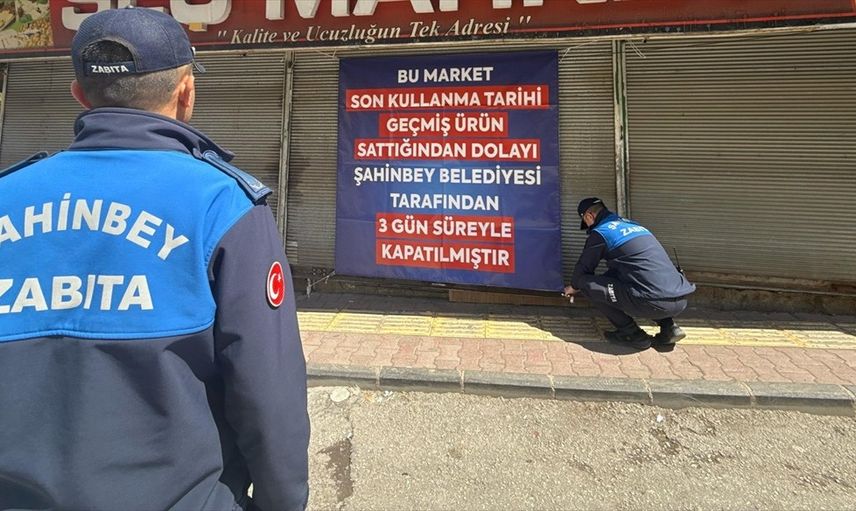 " Kalite ve Ucuzluğun Tek Adresi "
ZABITA
BU MARKET
SON KULLANMA TARİHİ
GEÇMİŞ ÜRÜN
SATTIĞINDAN DOLAYI
ŞAHİNBEY BELEDİYESİ
TARAFINDAN
3 GÜN SÜREYLE
KAPATILMIŞTIR
ŞAHİNBEY
ZABITA
ZABITA